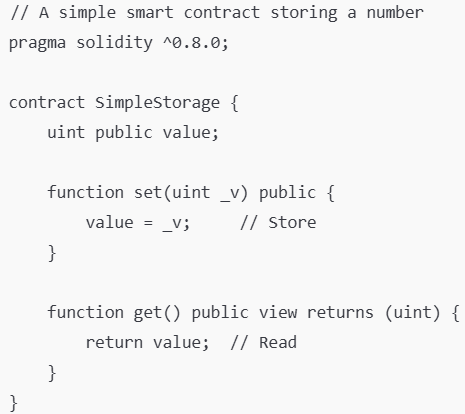 // A simple smart contract storing a number
pragma solidity ^0.8.0;

contract SimpleStorage {
    uint public value;

    function set(uint _v) public {
        value = _v;     // Store
    }

    function get() public view returns (uint) {
        return value;  // Read
    }
}